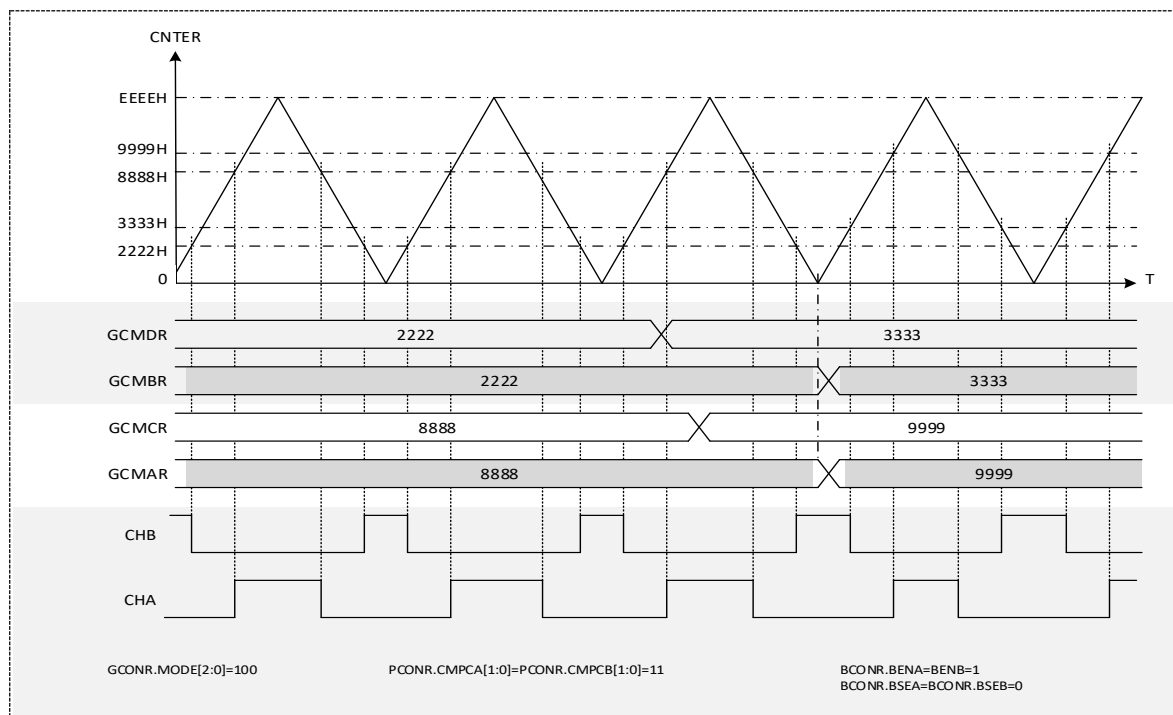 CNTER
EEEEH
9999H
8888H
3333H
2222H
0
T
GCMDR 2222 3333
GCMBR 2222 3333
GCMCR 8888 9999
GCMAR 8888 9999
CHB
CHA
GCONR.MODE[2:0]=100 PCONR.CMPCA[1:0]=PCONR.CMPCB[1:0]=11 BCONR.BENA=BENB=1
BCONR.BSEA=BCONR.BSEB=0